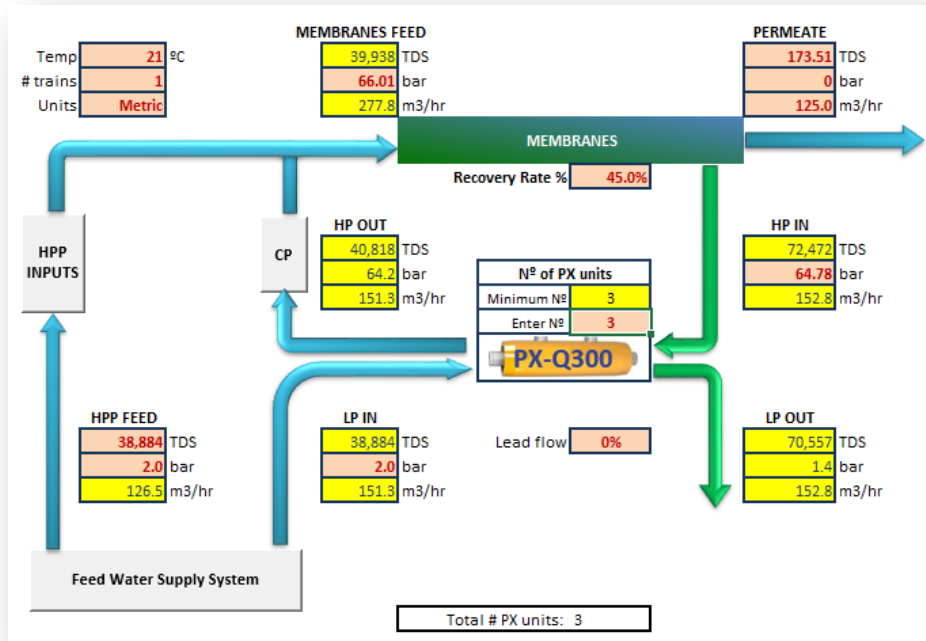 MEMBRANES FEED
PERMEATE
Temp 21 ºC
39,938 TDS
173.51 TDS
# trains 1
66.01 bar
0 bar
Units Metric
277.8 m3/hr
125.0 m3/hr
MEMBRANES
Recovery Rate % 45.0%
HPP
INPUTS
CP
HP OUT
40,818 TDS
64.2 bar
151.3 m3/hr
Nº of PX units
Minimum Nº 3
Enter Nº 3
PX-Q300
HP IN
72,472 TDS
64.78 bar
152.8 m3/hr
HPP FEED
38,884 TDS
2.0 bar
126.5 m3/hr
LP IN
38,884 TDS
2.0 bar
151.3 m3/hr
Lead flow 0%
LP OUT
70,557 TDS
1.4 bar
152.8 m3/hr
Feed Water Supply System
Total # PX units: 3